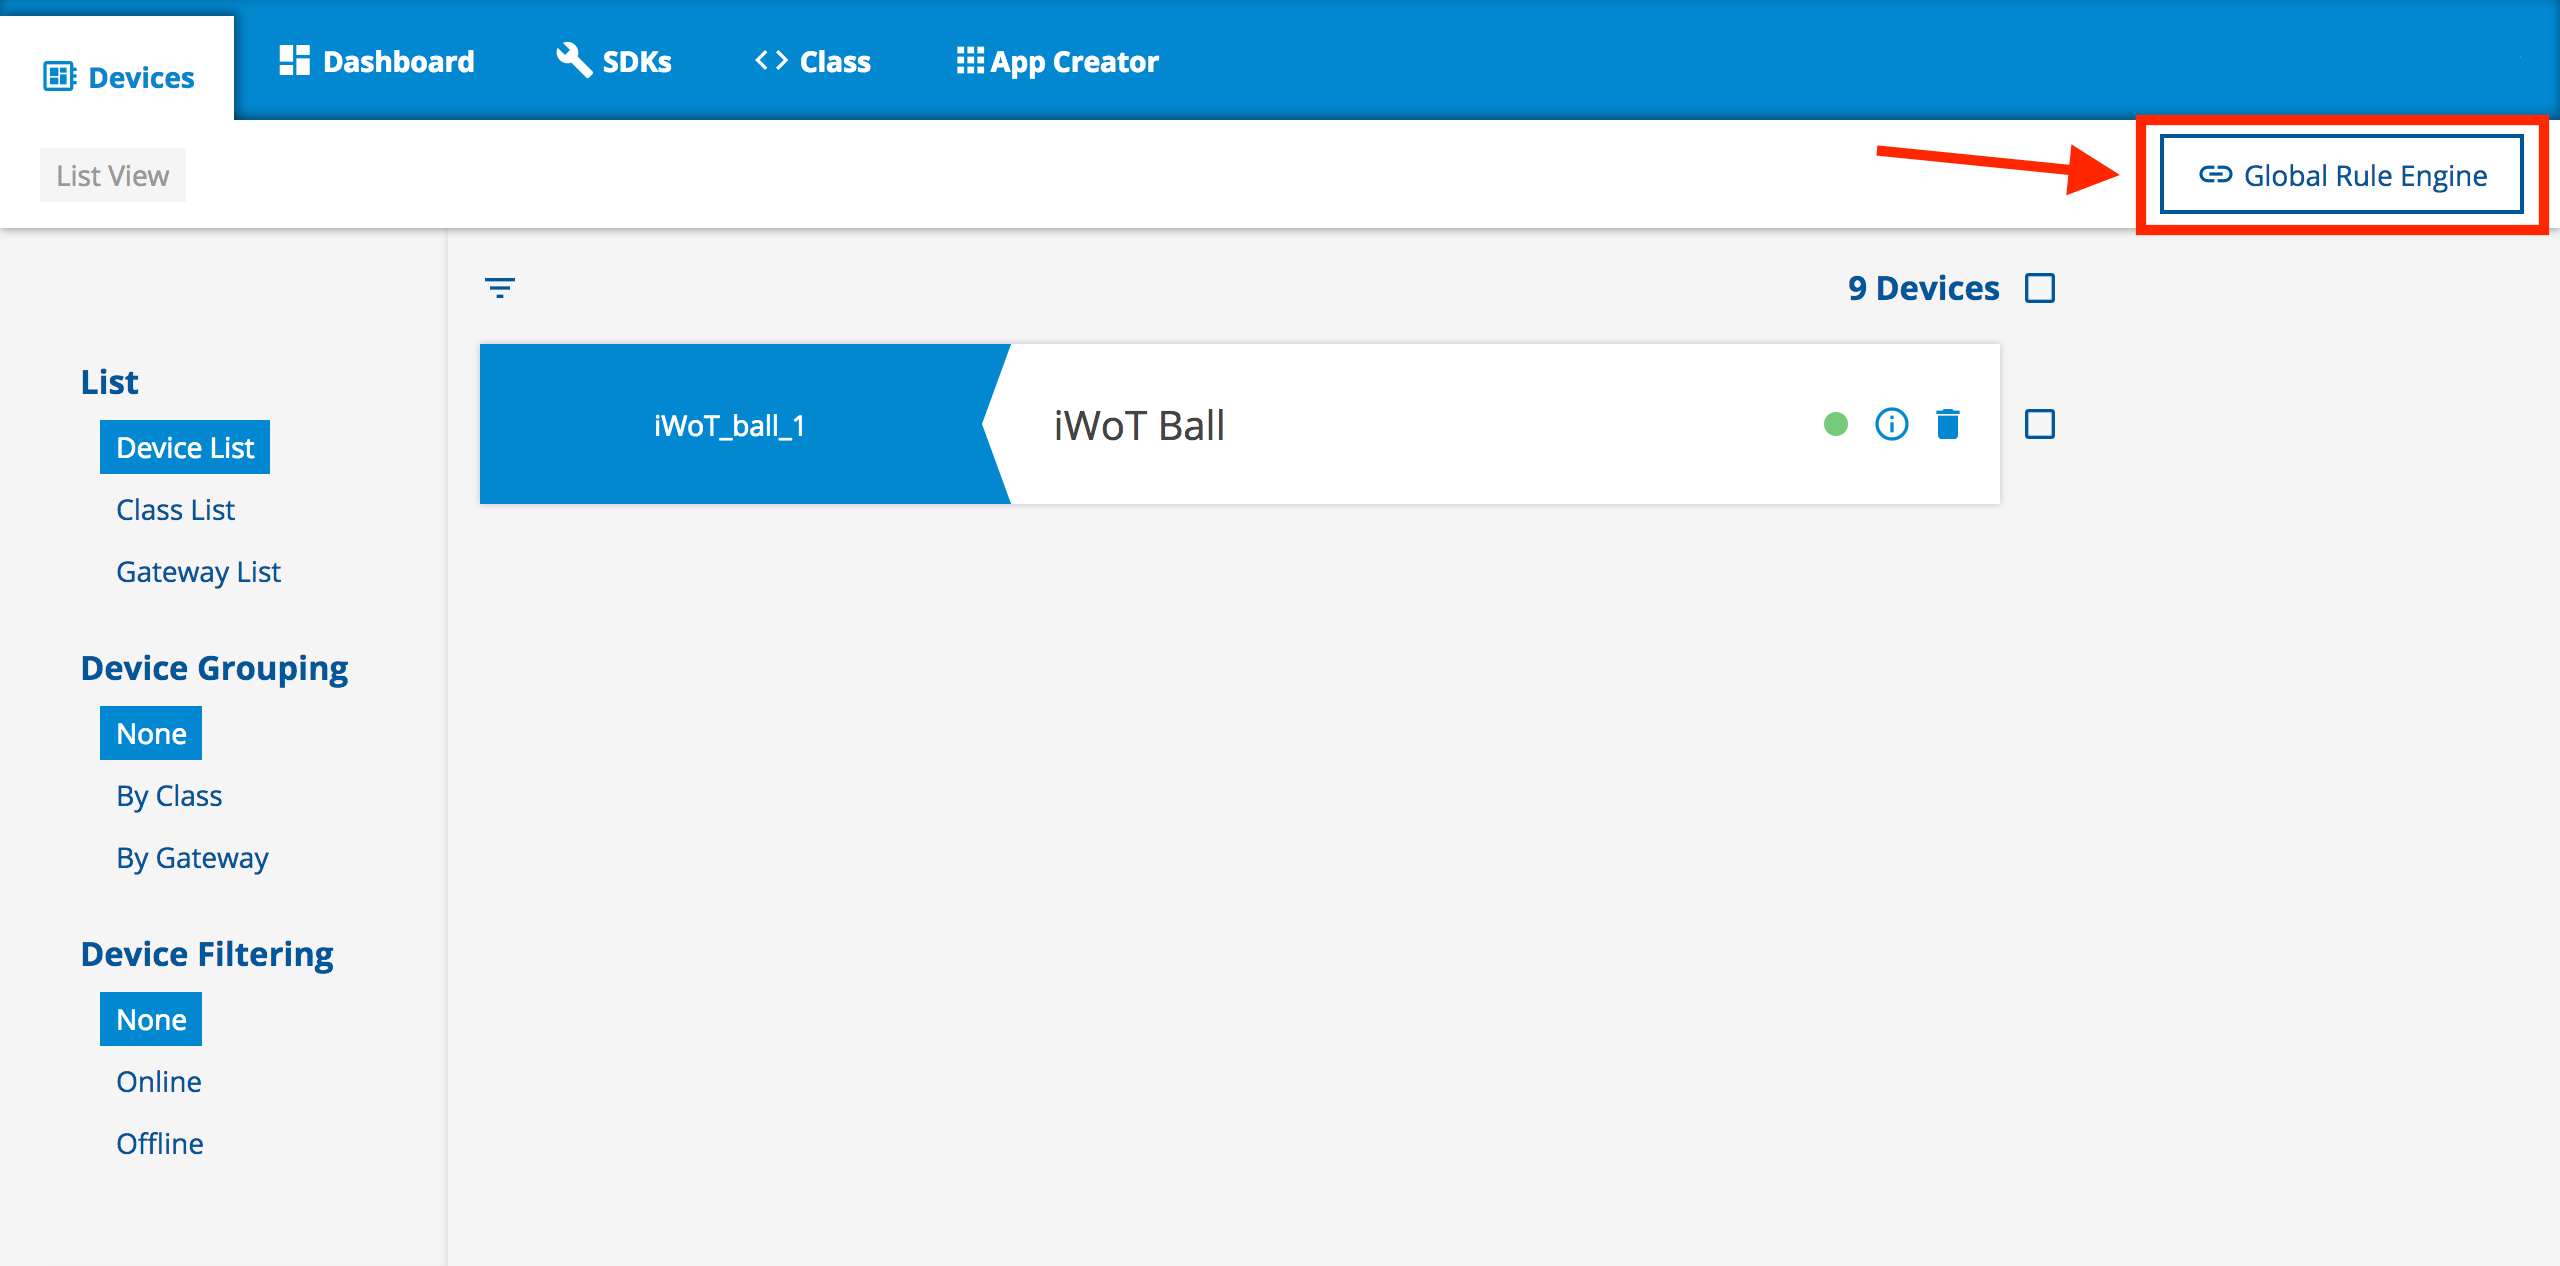 Devices
Dashboard
SDKs
Class
App Creator
List View
Global Rule Engine
9 Devices
List
Device List
Class List
Gateway List
Device Grouping
None
By Class
By Gateway
Device Filtering
None
Online
Offline
iWoT_ball_1
iWoT Ball